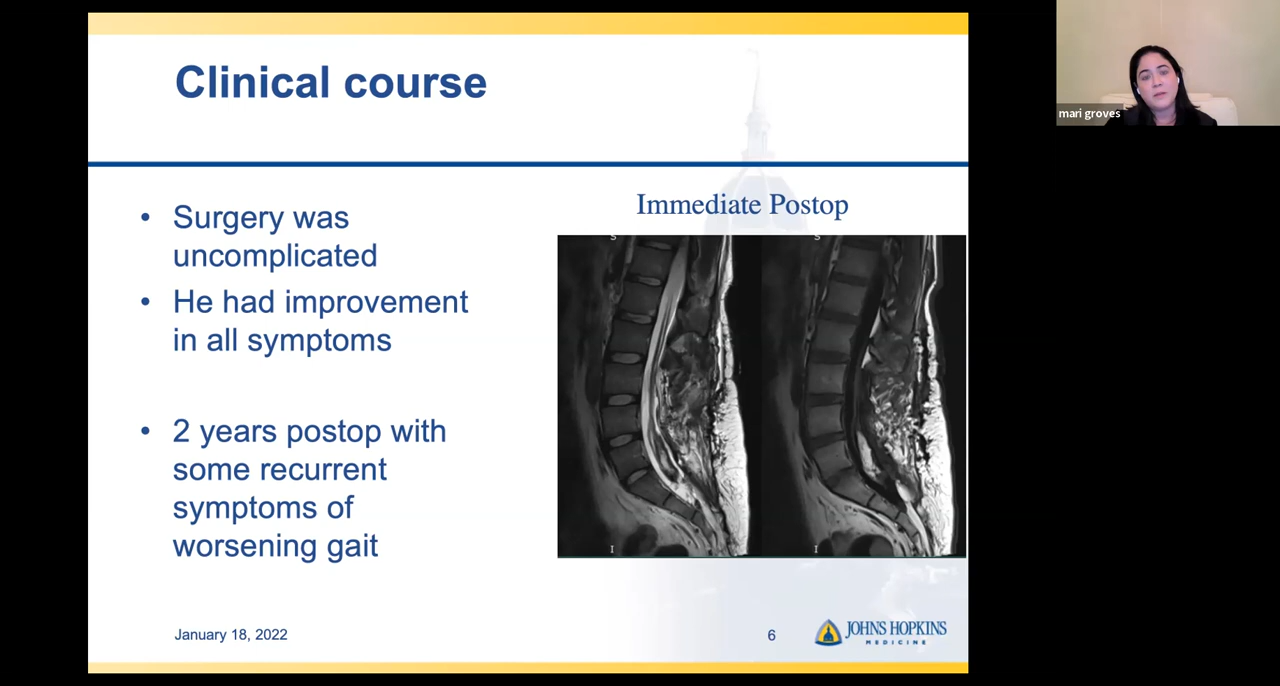 Clinical course
mari groves
• Surgery was
uncomplicated
• He had improvement
in all symptoms
• 2 years postop with
some recurrent
symptoms of
worsening gait
Immediate Postop
S
S
I
I
January 18, 2022
6
JOHNS HOPKINS
MEDICINE